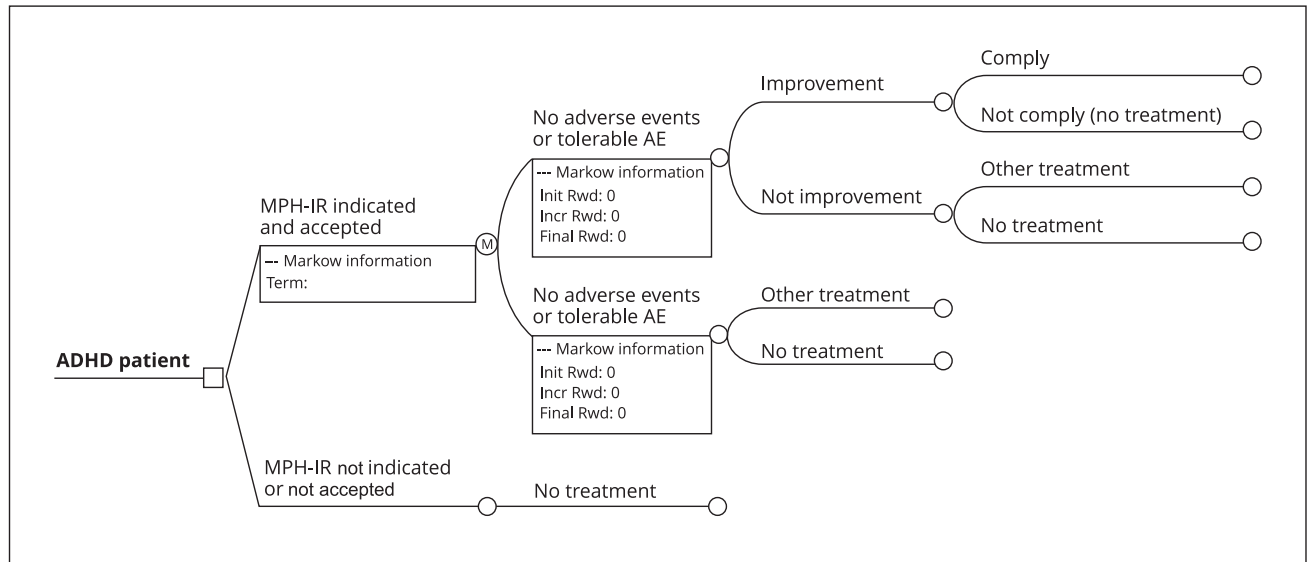 Comply
Improvement
Not comply (no treatment)
No adverse events
or tolerable AE
--- Markow information
Init Rwd: 0
Incr Rwd: 0
Final Rwd: 0
Other treatment
Not improvement
No treatment
MPH-IR indicated
and accepted
M
--- Markow information
Term:
No adverse events
or tolerable AE
--- Markow information
Init Rwd: 0
Incr Rwd: 0
Final Rwd: 0
Other treatment
No treatment
ADHD patient
MPH-IR not indicated
or not accepted
No treatment